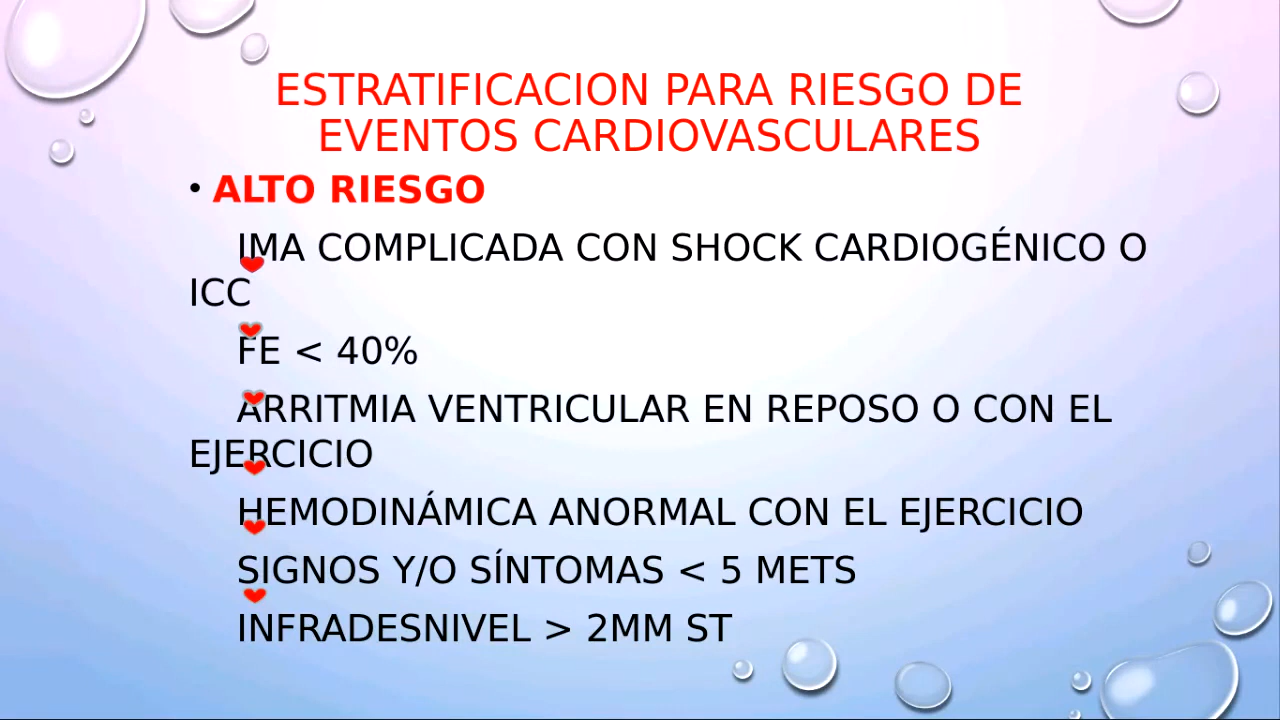 ESTRATIFICACION PARA RIESGO DE
EVENTOS CARDIOVASCULARES
• ALTO RIESGO
IMA COMPLICADA CON SHOCK CARDIOGÉNICO O
ICC
FE < 40%
ARRITMIA VENTRICULAR EN REPOSO O CON EL
EJERCICIO
HEMODINÁMICA ANORMAL CON EL EJERCICIO
SIGNOS Y/O SÍNTOMAS < 5 METS
INFRADESNIVEL > 2MM ST